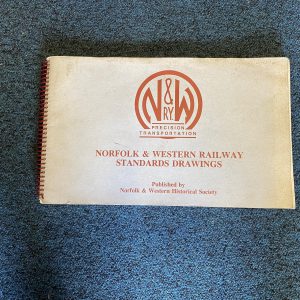 N & W
RY
PRECISION
TRANSPORTATION
NORFOLK & WESTERN RAILWAY
STANDARDS DRAWINGS
Published by
Norfolk & Western Historical Society